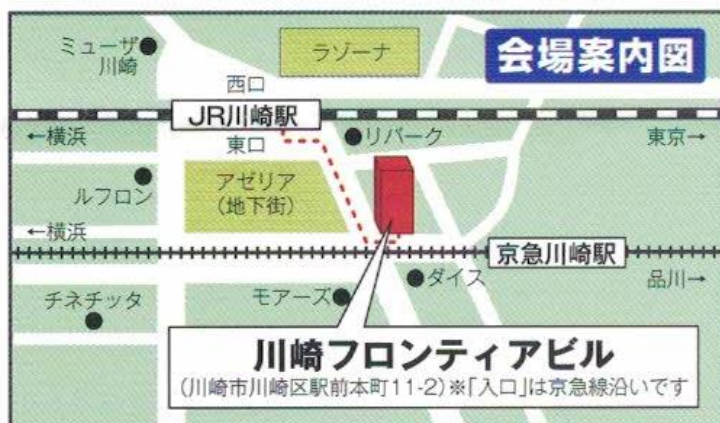 会場案内図
ミューザ
川崎
ラゾーナ
西口
JR川崎駅
←横浜
東口
リバーク
東京→
ルフロン
アゼリア
(地下街)
←横浜
京急川崎駅
チネチッタ
モアーズ
ダイス
品川→
川崎フロンティアビル
(川崎市川崎区駅前本町11-2)※「入口」は京急線沿いです